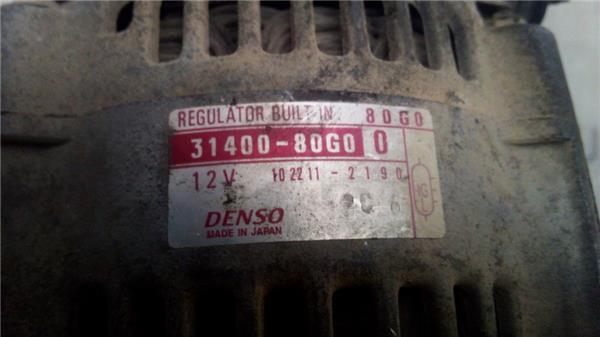 REGULATOR BUILT-IN 80G0
31400-80G0 0
12V 102211-2190
DENSO
MADE IN JAPAN